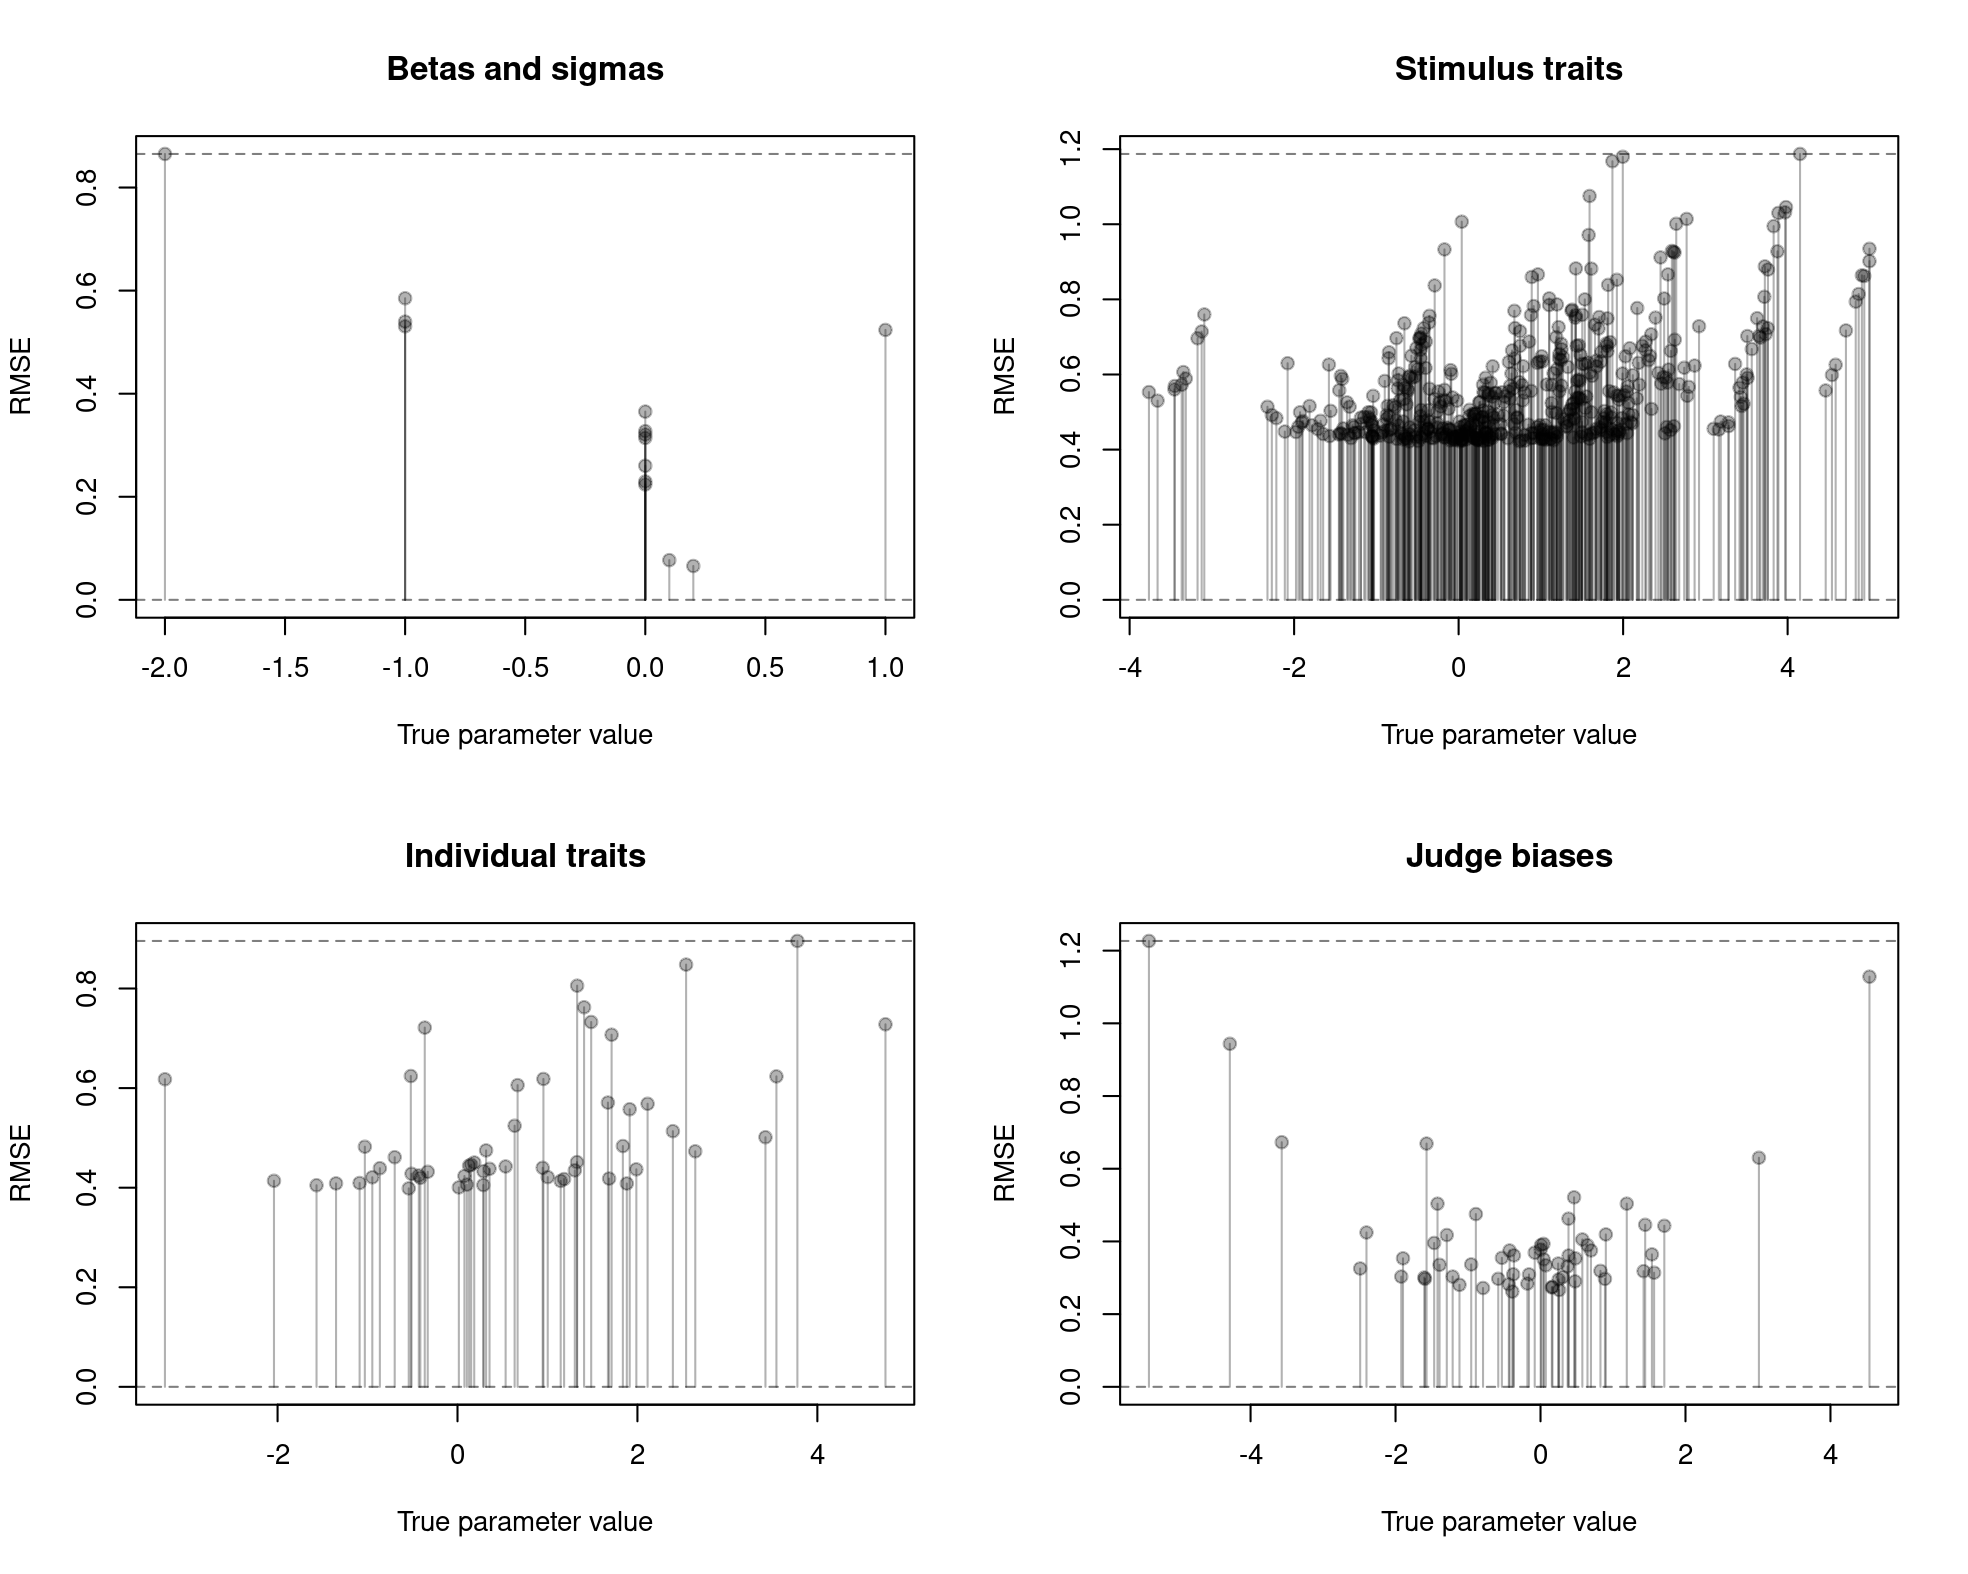 Betas and sigmas
RMSE
0.0 0.2 0.4 0.6 0.8
-2.0 -1.5 -1.0 -0.5 0.0 0.5 1.0
True parameter value
Stimulus traits
RMSE
0.0 0.2 0.4 0.6 0.8 1.0 1.2
-4 -2 0 2 4
True parameter value
Individual traits
RMSE
0.0 0.2 0.4 0.6 0.8
-2 0 2 4
True parameter value
Judge biases
RMSE
0.0 0.2 0.4 0.6 0.8 1.0 1.2
-4 -2 0 2 4
True parameter value